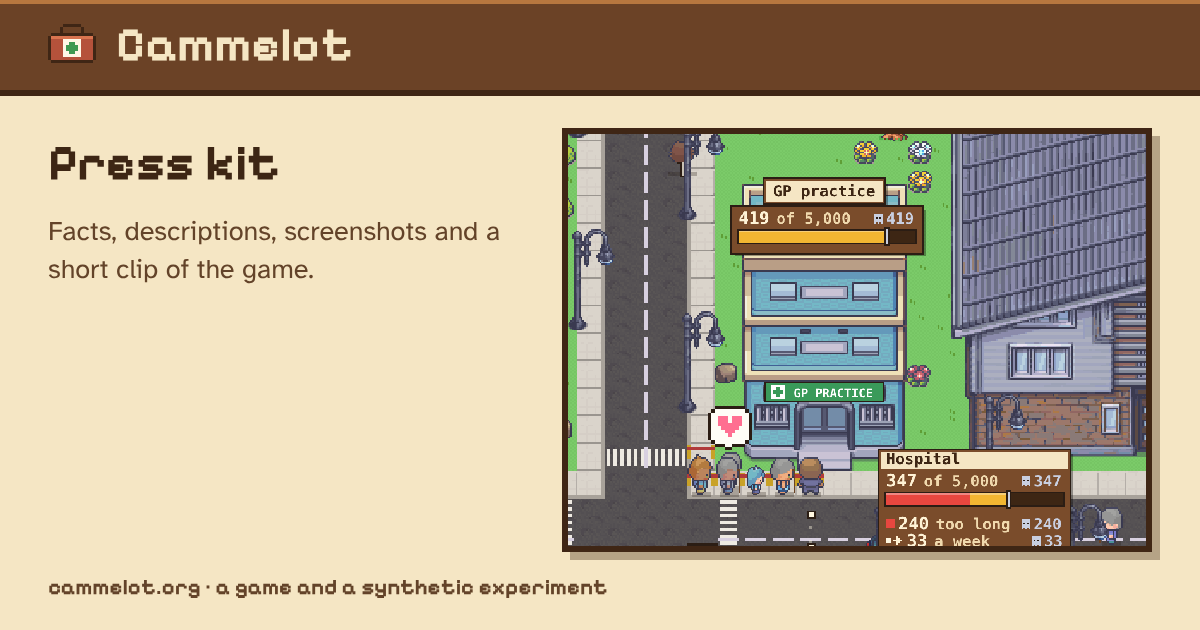 Cammelot
Press kit
Facts, descriptions, screenshots and a
short clip of the game.
GP practice
419 of 5,000 419
GP PRACTICE
Hospital
347 of 5,000 347
240 too long 240
33 a week 33
cammelot.org · a game and a synthetic experiment